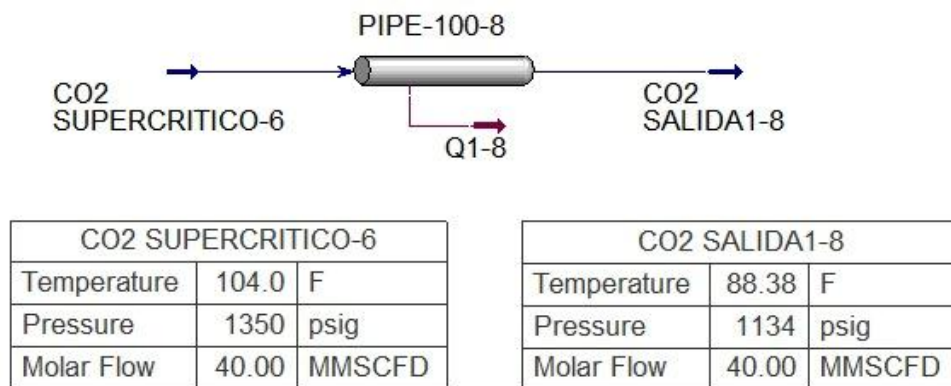 PIPE-100-8
CO2
SUPERCRITICO-6
CO2
SALIDA1-8
Q1-8
CO2 SUPERCRITICO-6
Temperature 104.0 F
Pressure 1350 psig
Molar Flow 40.00 MMSCFD
CO2 SALIDA1-8
Temperature 88.38 F
Pressure 1134 psig
Molar Flow 40.00 MMSCFD